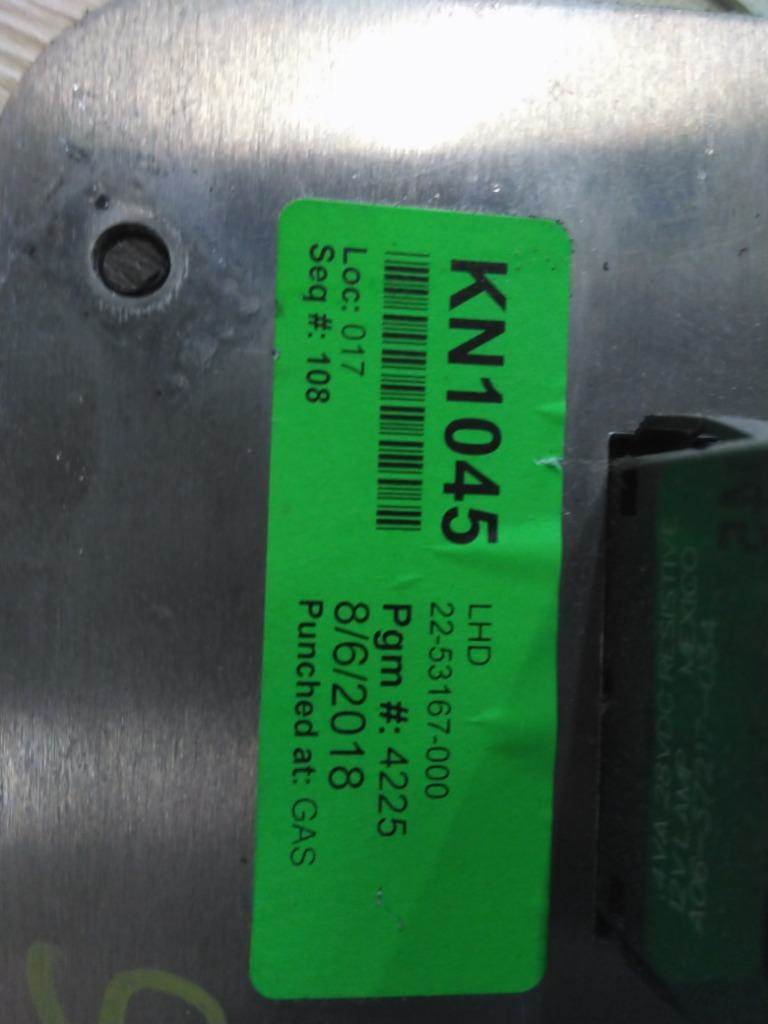 KN1045
Loc: 017
Seq #: 108
LHD
22-53167-000
Pgm #: 4225
8/6/2018
Punched at: GAS